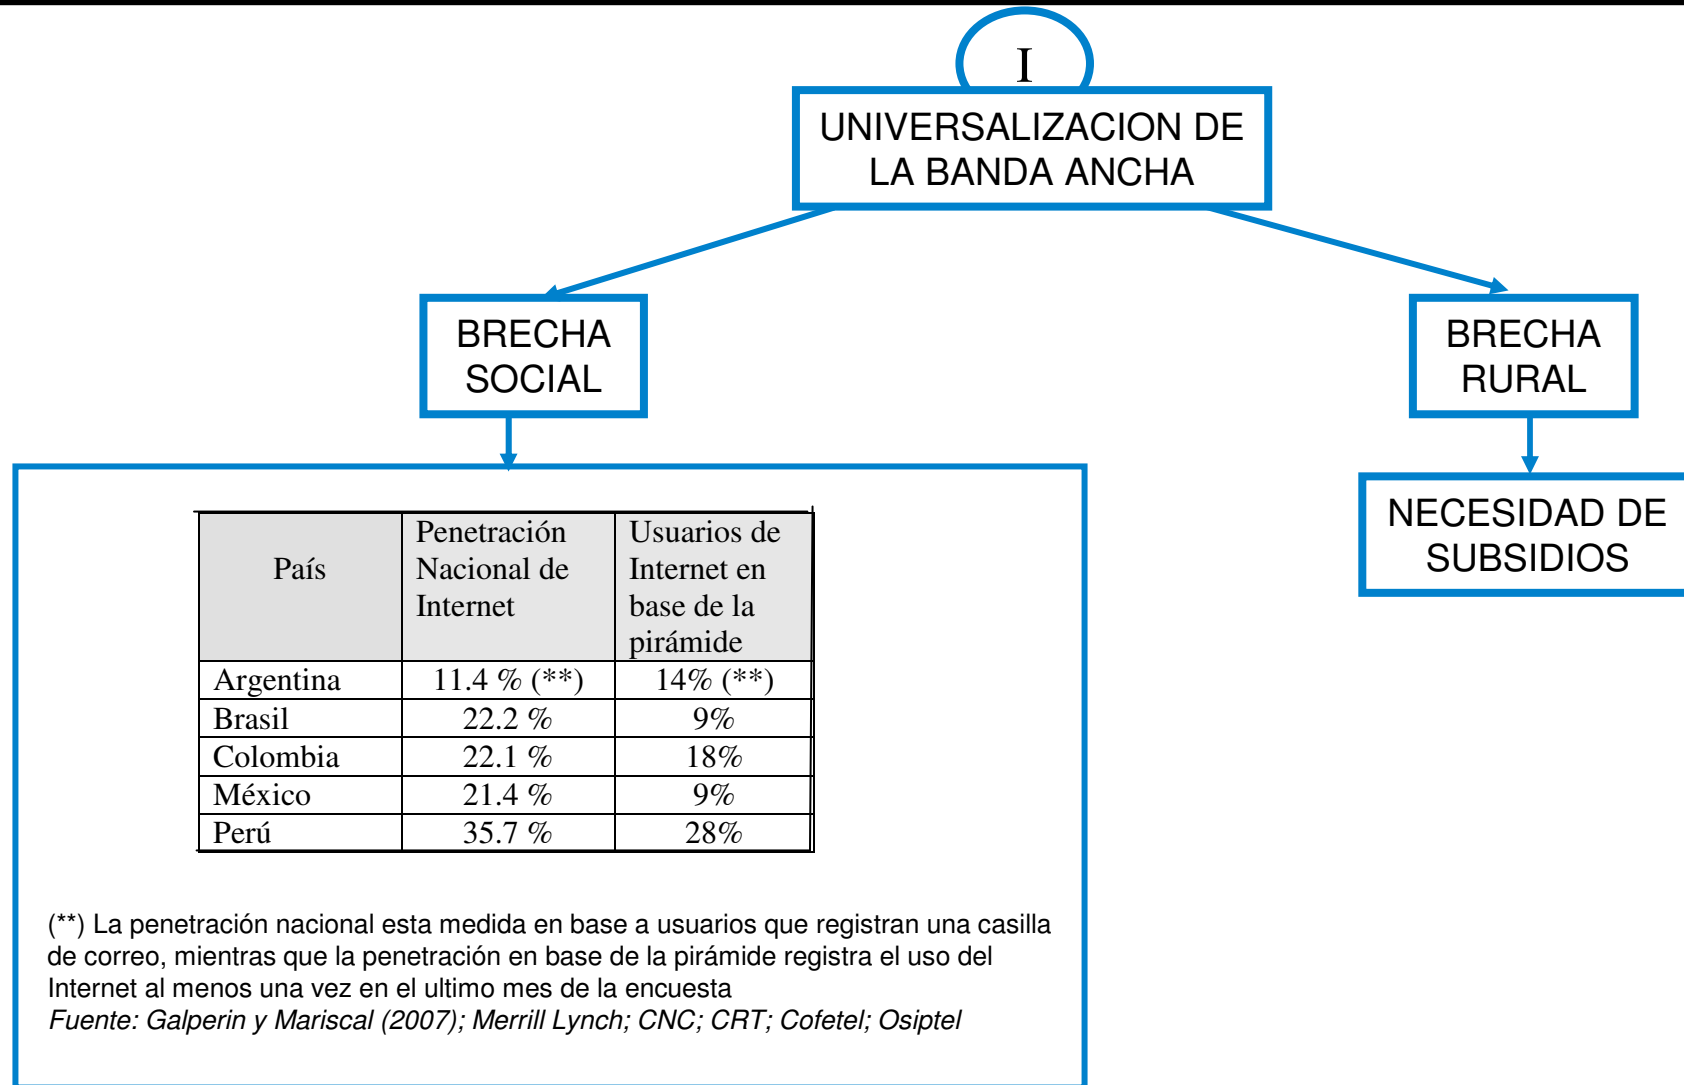 I
UNIVERSALIZACION DE
LA BANDA ANCHA
BRECHA
SOCIAL
BRECHA
RURAL
NECESIDAD DE
SUBSIDIOS
País
Penetración
Nacional de
Internet
Usuarios de
Internet en
base de la
pirámide
Argentina 11.4 % (**) 14% (**)
Brasil 22.2 % 9%
Colombia 22.1 % 18%
México 21.4 % 9%
Perú 35.7 % 28%
(**) La penetración nacional esta medida en base a usuarios que registran una casilla
de correo, mientras que la penetración en base de la pirámide registra el uso del
Internet al menos una vez en el ultimo mes de la encuesta
Fuente: Galperin y Mariscal (2007); Merrill Lynch; CNC; CRT; Cofetel; Osiptel